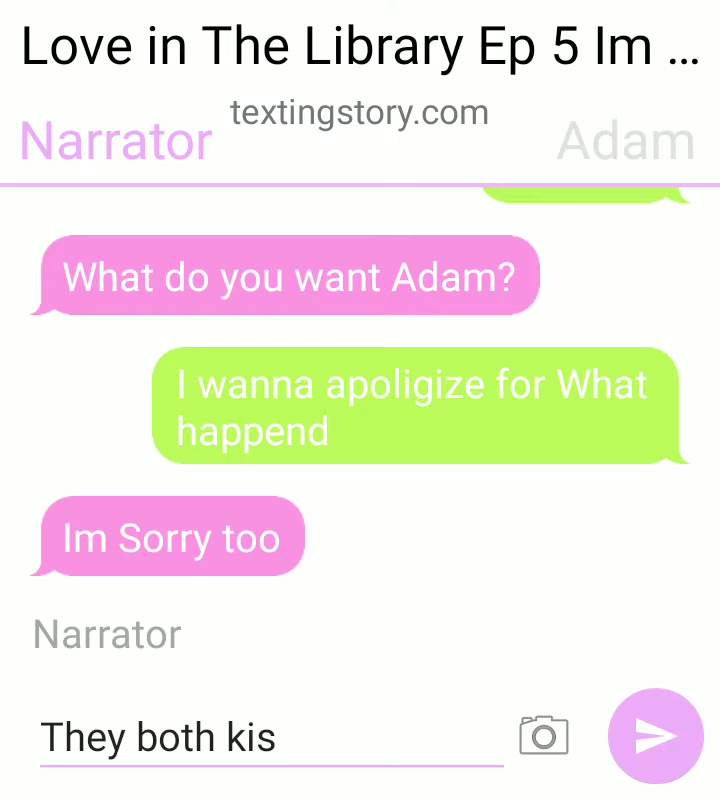 Love in The Library Ep 5 Im ...
textingstory.com
Narrator
Adam
What do you want Adam?
I wanna apoligize for What
happend
Im Sorry too
Narrator
They both kis